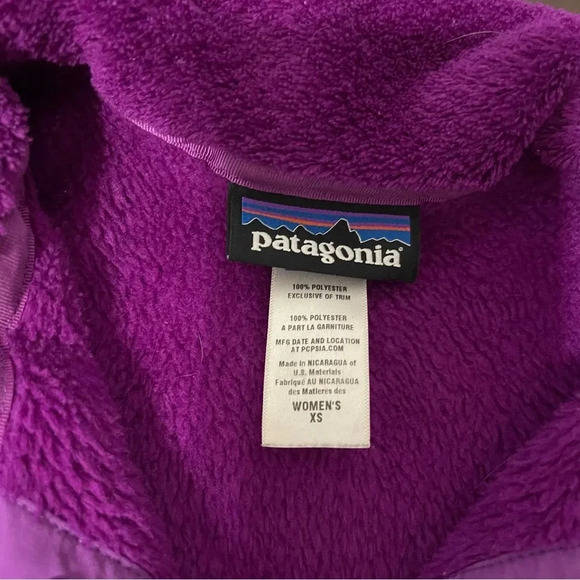 patagonia®
100% POLYESTER
EXCLUSIVE OF TRIM
100% POLYESTER
A PART LA GARNITURE
MFG DATE AND LOCATION
AT PCPSIA.COM
Made in NICARAGUA of
U.S. Materials
Fabriqué AU NICARAGUA
des Matieres des
WOMEN'S
XS